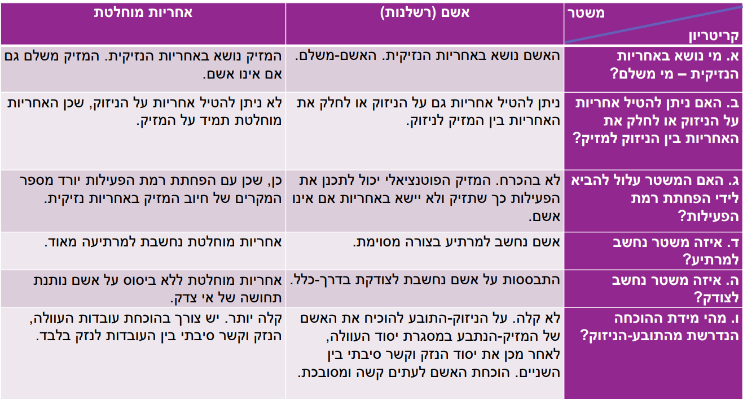 משטר
קריטריון
אשם (רשלנות)
אחריות מוחלטת
א. מי נושא באחריות
הנזיקית – מי משלם?
האשם נושא באחריות הנזיקית. האשם-משלם.
המזיק נושא באחריות הנזיקית. המזיק משלם גם
אם אינו אשם.
ב. האם ניתן להטיל אחריות
על הניזוק או לחלק את
האחריות בין הניזוק למזיק?
ניתן להטיל אחריות גם על הניזוק או לחלק את
האחריות בין המזיק לניזוק.
לא ניתן להטיל אחריות על הניזוק, שכן האחריות
מוחלטת תמיד על המזיק.
ג. האם המשטר עלול להביא
לידי הפחתת רמת
הפעילות?
לא בהכרח. המזיק הפוטנציאלי יכול לתכנן את
הפעילות כך שתזיק ולא יישא באחריות אם אינו
אשם.
כן, שכן עם הפחתת רמת הפעילות יורד מספר
המקרים של חיוב המזיק באחריות נזיקית.
ד. איזה משטר נחשב
למרתיע?
אשם נחשב למרתיע בצורה מסוימת.
אחריות מוחלטת נחשבת למרתיעה מאוד.
ה. איזה משטר נחשב
לצודק?
התבססות על אשם נחשבת לצודקת בדרך-כלל.
אחריות מוחלטת ללא ביסוס על אשם נותנת
תחושה של אי צדק.
ו. מהי מידת ההוכחה
הנדרשת מהתובע-הניזוק?
לא קלה. על הניזוק-התובע להוכיח את האשם
של המזיק-הנתבע במסגרת יסוד העוולה,
לאחר מכן את יסוד הנזק וקשר סיבתי בין
השניים. הוכחת האשם לעתים קשה ומסובכת.
קלה יותר. יש צורך בהוכחת עובדות העוולה,
הנזק וקשר סיבתי בין העובדות לנזק בלבד.